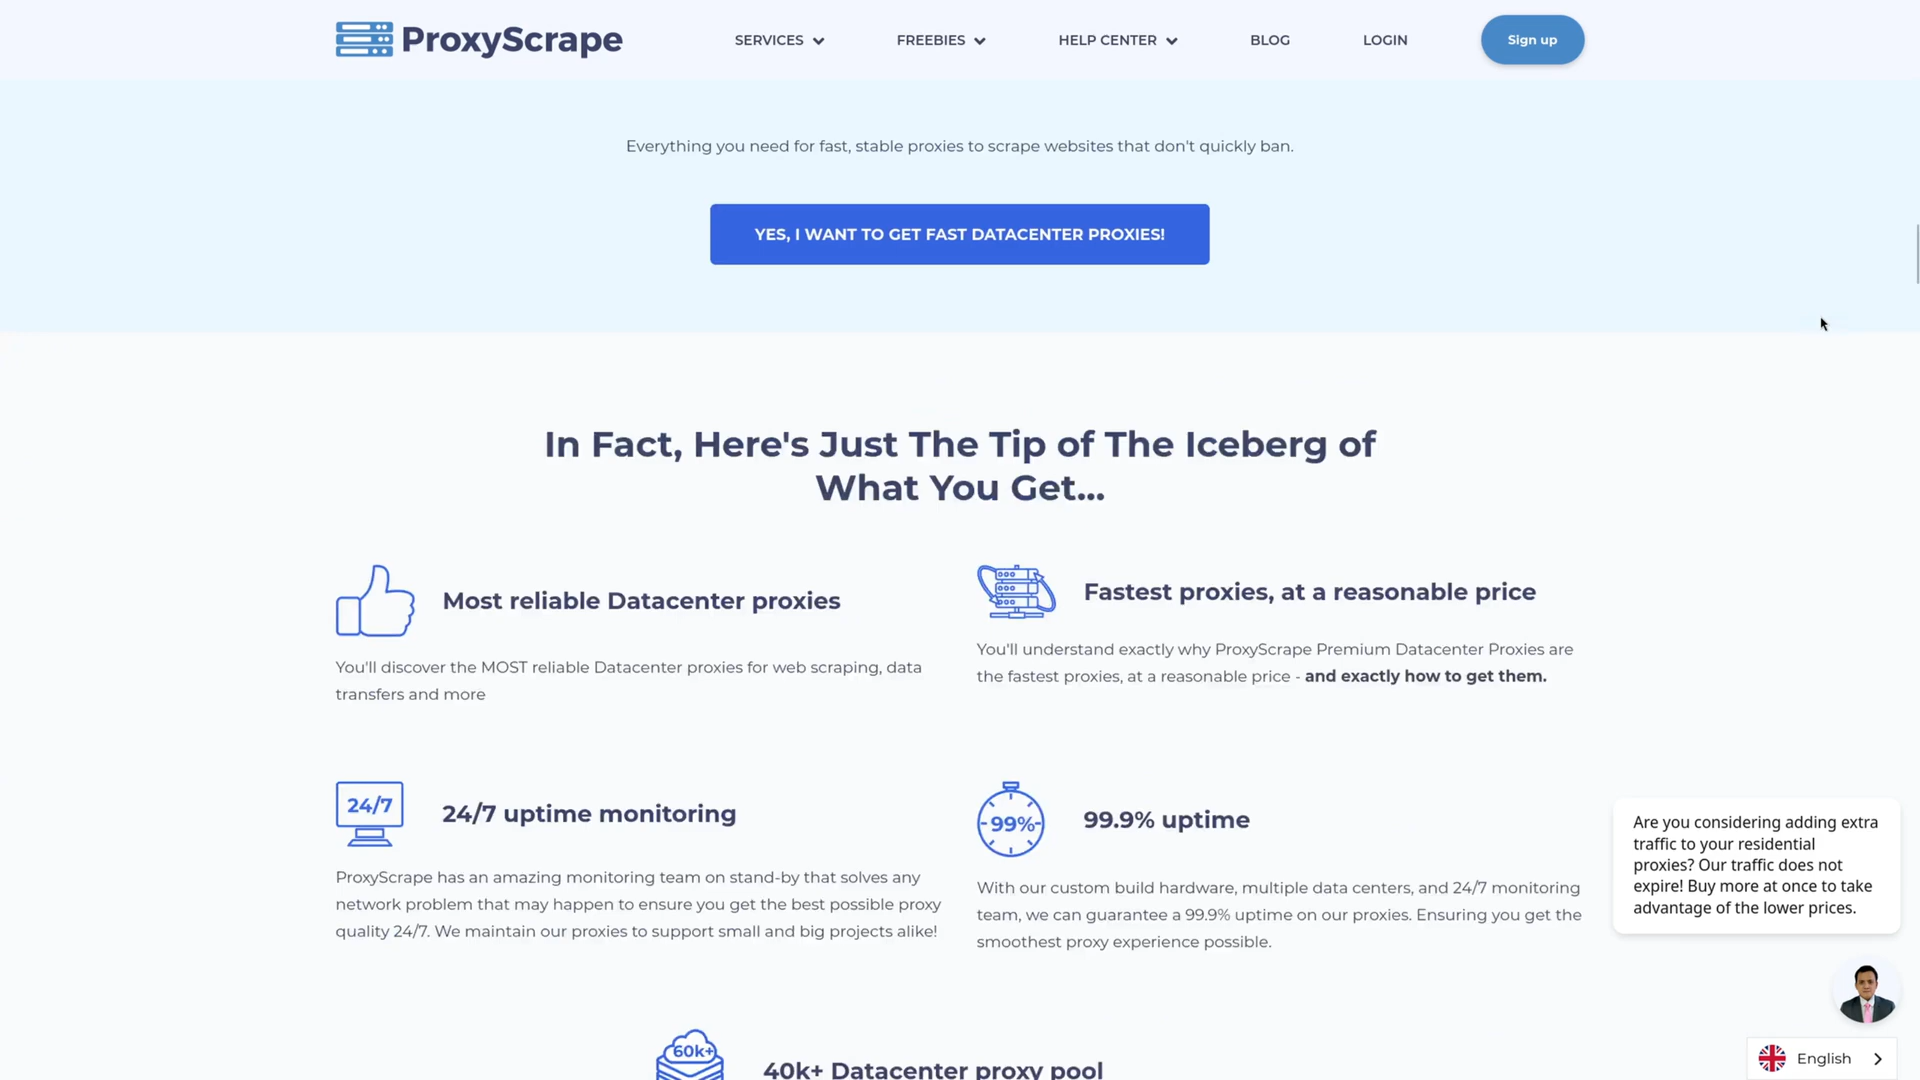 ProxyScrape
SERVICES
FREEBIES
HELP CENTER
BLOG
LOGIN
Sign up
Everything you need for fast, stable proxies to scrape websites that don't quickly ban.
YES, I WANT TO GET FAST DATACENTER PROXIES!
In Fact, Here's Just The Tip of The Iceberg of
What You Get...
Most reliable Datacenter proxies
You'll discover the MOST reliable Datacenter proxies for web scraping, data
transfers and more
Fastest proxies, at a reasonable price
You'll understand exactly why ProxyScrape Premium Datacenter Proxies are
the fastest proxies, at a reasonable price - and exactly how to get them.
24/7
24/7 uptime monitoring
ProxyScrape has an amazing monitoring team on stand-by that solves any
network problem that may happen to ensure you get the best possible proxy
quality 24/7. We maintain our proxies to support small and big projects alike!
99%
99.9% uptime
With our custom build hardware, multiple data centers, and 24/7 monitoring
team, we can guarantee a 99.9% uptime on our proxies. Ensuring you get the
smoothest proxy experience possible.
60k+
40k+ Datacenter proxy pool
Are you considering adding extra
traffic to your residential
proxies? Our traffic does not
expire! Buy more at once to take
advantage of the lower prices.
English